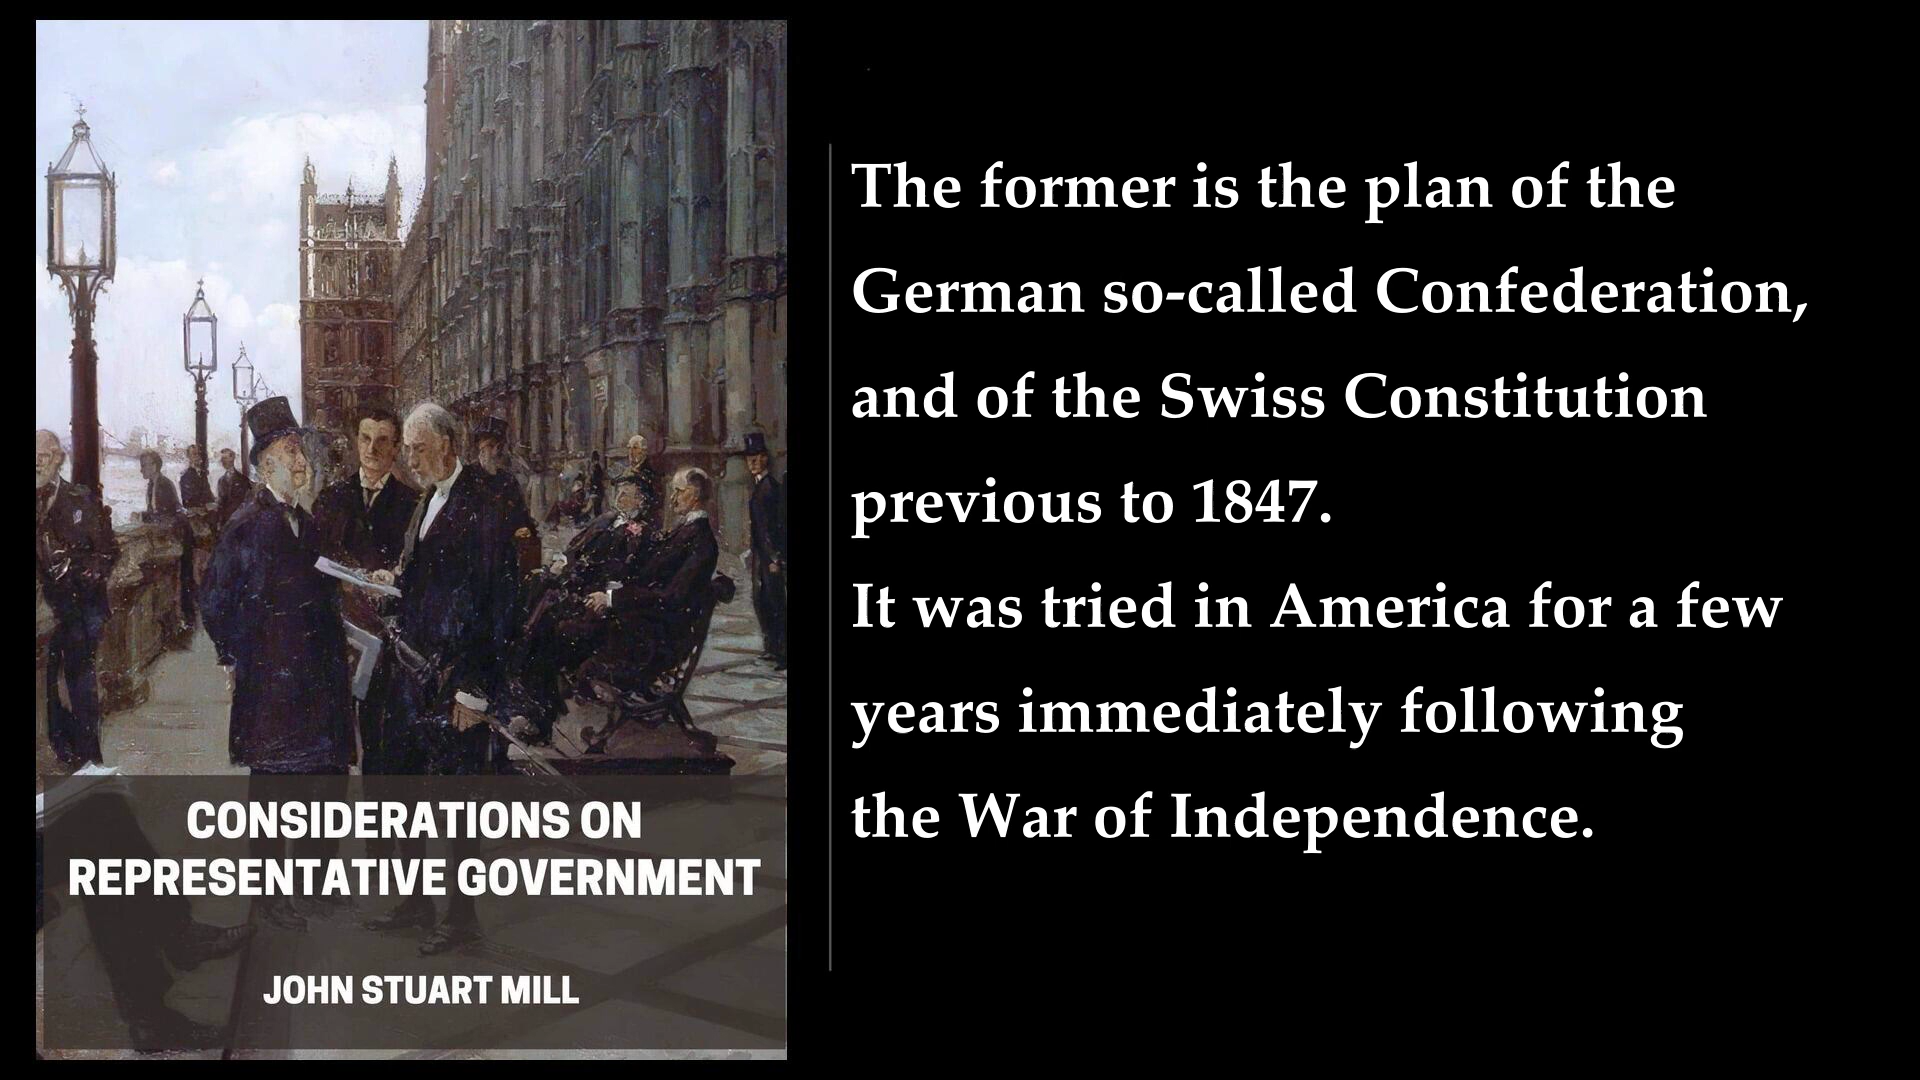 CONSIDERATIONS ON
REPRESENTATIVE GOVERNMENT
JOHN STUART MILL
The former is the plan of the
German so-called Confederation,
and of the Swiss Constitution
previous to 1847.
It was tried in America for a few
years immediately following
the War of Independence.